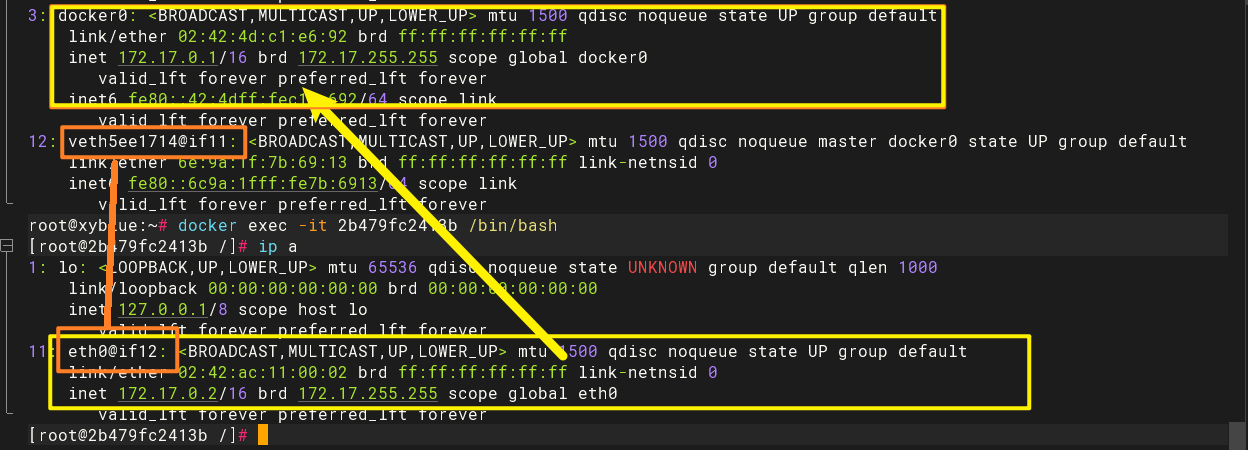 3: docker0: <BROADCAST,MULTICAST,UP,LOWER_UP> mtu 1500 qdisc noqueue state UP group default
link/ether 02:42:4d:c1:e6:92 brd ff:ff:ff:ff:ff:ff
inet 172.17.0.1/16 brd 172.17.255.255 scope global docker0
valid_lft forever preferred_lft forever
inet6 /64 scope link
valid_lft forever preferred_lft forever
12: veth5ee1714@if11: <BROADCAST,MULTICAST,UP,LOWER_UP> mtu 1500 qdisc noqueue master docker0 state UP group default
link/ether 6e:9a:1f:7b:69:13 brd ff:ff:ff:ff:ff:ff link-netnsid 0
inet6 fe80::6c9a:1fff:fe7b:6913/64 scope link
valid_lft forever preferred_lft forever
root@xyblue:~# docker exec -it 2b479fc2413b /bin/bash
[root@2b479fc2413b /]# ip a
1: lo: <LOOPBACK,UP,LOWER_UP> mtu 65536 qdisc noqueue state UNKNOWN group default qlen 1000
link/loopback 00:00:00:00:00:00 brd 00:00:00:00:00:00
inet 127.0.0.1/8 scope host lo
valid_lft forever preferred_lft forever
11: eth0@if12: <BROADCAST,MULTICAST,UP,LOWER_UP> mtu 1500 qdisc noqueue state UP group default
link/ether 02:42:ac:11:00:02 brd ff:ff:ff:ff:ff:ff link-netnsid 0
inet 172.17.0.2/16 brd 172.17.255.255 scope global eth0
valid_lft forever preferred_lft forever
[root@2b479fc2413b /]#